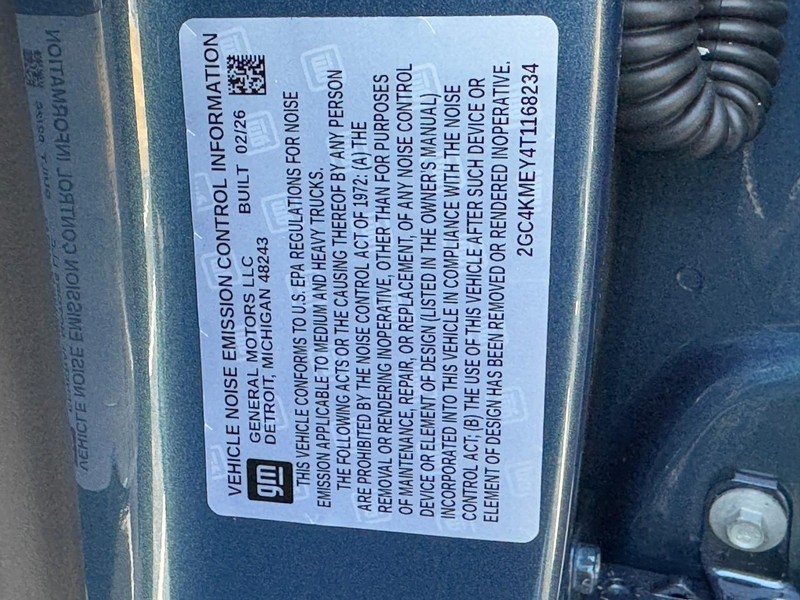 VEHICLE NOISE EMISSION CONTROL INFORMATION
gm
GENERAL MOTORS LLC
DETROIT, MICHIGAN 48243
BUILT 02/26
THIS VEHICLE CONFORMS TO U.S. EPA REGULATIONS FOR NOISE
EMISSION APPLICABLE TO MEDIUM AND HEAVY TRUCKS.
THE FOLLOWING ACTS OR THE CAUSING THEREOF BY ANY PERSON
ARE PROHIBITED BY THE NOISE CONTROL ACT OF 1972: (A) THE
REMOVAL OR RENDERING INOPERATIVE, OTHER THAN FOR PURPOSES
OF MAINTENANCE, REPAIR, OR REPLACEMENT, OF ANY NOISE CONTROL
DEVICE OR ELEMENT OF DESIGN (LISTED IN THE OWNER'S MANUAL)
INCORPORATED INTO THIS VEHICLE IN COMPLIANCE WITH THE NOISE
CONTROL ACT; (B) THE USE OF THIS VEHICLE AFTER SUCH DEVICE OR
ELEMENT OF DESIGN HAS BEEN REMOVED OR RENDERED INOPERATIVE.
2GC4KMEY4T1168234
VEHICLE NOISE EMISSION CONTROL INFORMATION